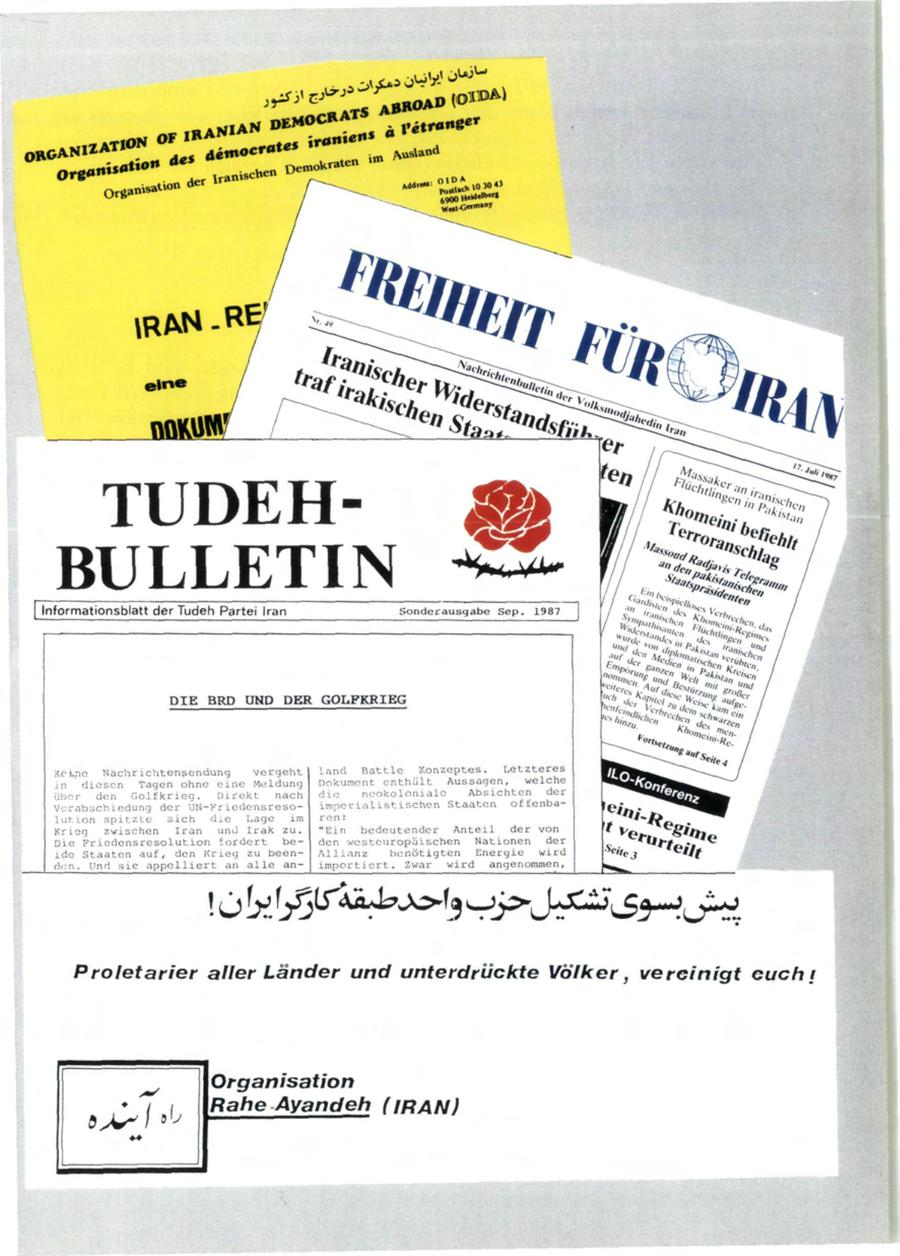 سازمان ایرانیان دمکرات درخارج ازکشور
ORGANIZATION OF IRANIAN DEMOCRATS ABROAD (OIDA)
Organisation des démocrates iraniens à l'étranger
Organisation der Iranischen Demokraten im Ausland
Address: OIDA
Postfach 10 30 43
6900 Heidelberg
West-Germany
IRAN - RE
eine
DOKUM
FREIHEIT FÜR IRAN
Nr. 49
Nachrichtenbulletin der Volksmodjahedin Iran
17. Juli 1987
Iranischer Widerstandsführer
traf irakischen Staat
ten
Massaker an iranischen
Flüchtlingen in Pakistan
Khomeini befiehlt
Terroranschlag
Massoud Radjavis Telegramm
an den pakistanischen
Staatspräsidenten
Ein beispielloses Verbrechen, das
Gardisten des Khomeini-Regimes
an iranischen Flüchtlingen und
Sympathisanten des iranischen
Widerstandes in Pakistan verübten,
wurde von diplomatischen Kreisen
und den Medien in Pakistan und
auf der ganzen Welt mit großer
Empörung und Bestürzung aufge-
nommen. Auf diese Weise kam ein
weiteres Kapitel zu dem schwarzen
uch der Verbrechen des men-
henfeindlichen Khomeini-Re-
es hinzu.
Fortsetzung auf Seite 4
ILO-Konferenz
eini-Regime
t verurteilt
Seite 3
TUDEH-
BULLETIN
Informationsblatt der Tudeh Partei Iran
Sonderausgabe Sep. 1987
DIE BRD UND DER GOLFKRIEG
Keine Nachrichtensendung vergeht
in diesen Tagen ohne eine Meldung
über den Golfkrieg. Direkt nach
Verabschiedung der UN-Friedensreso-
lution spitzte sich die Lage im
Krieg zwischen Iran und Irak zu.
Die Friedensresolution fordert be-
ide Staaten auf, den Krieg zu been-
den. Und sie appelliert an alle an-
land Battle Konzeptes. Letzteres
Dokument enthält Aussagen, welche
die neokoloniale Absichten der
imperialistischen Staaten offenba-
ren:
"Ein bedeutender Anteil der von
den westeuropäischen Nationen der
Allianz benötigten Energie wird
importiert. Zwar wird angenommen,
پیش بسوی تشکیل حزب واحد طبقهٔ کارگر ایران !
Proletarier aller Länder und unterdrückte Völker, vereinigt euch!
راه آینده
Organisation
Rahe-Ayandeh (IRAN)